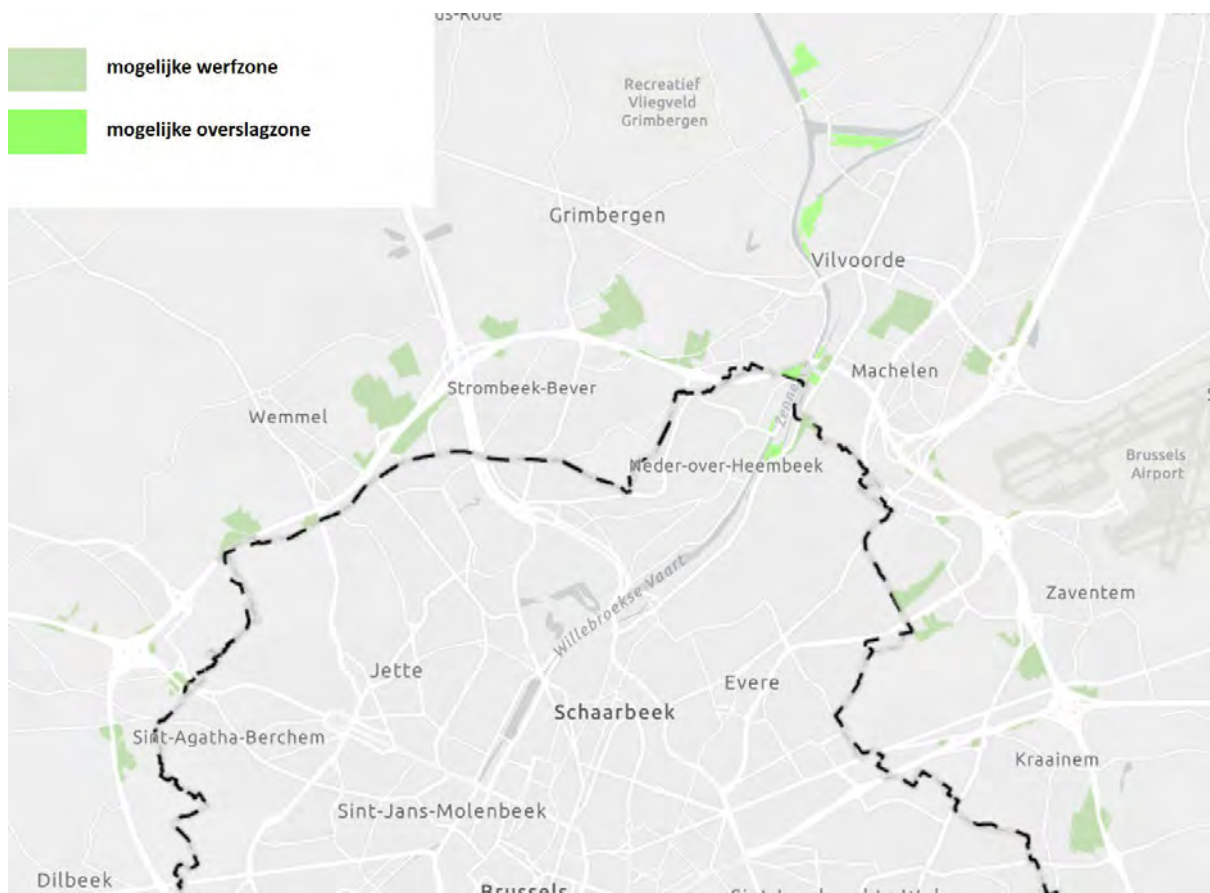 mogelijke werfzone
mogelijke overslagzone
Recreatief
Vliegveld
Grimbergen
Grimbergen
Vilvoorde
Machelen
Strombeek-Bever
Wemmel
Zenne
Neder-over-Heembeek
Brussels
Airport
Willebroekse Vaart
Zaventem
Jette
Evere
Schaarbeek
Sint-Agatha-Berchem
Kraainem
Sint-Jans-Molenbeek
Dilbeek
Brussels